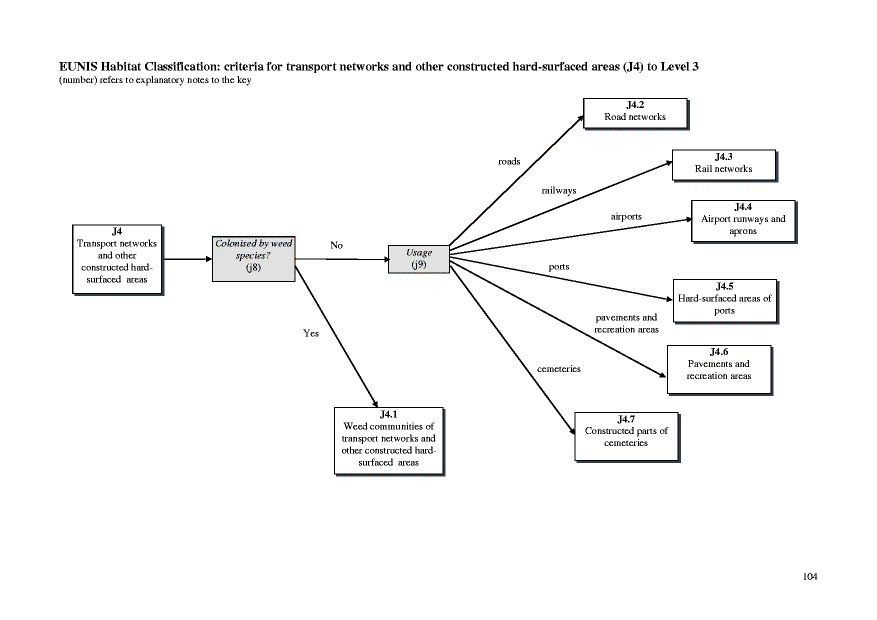 EUNIS Habitat Classification: criteria for transport networks and other constructed hard-surfaced areas (J4) to Level 3
(number) refers to explanatory notes to the key
J4
Transport networks
and other
constructed hard-
surfaced areas
Colonised by weed
species?
(j8)
No
Yes
J4.1
Weed communities of
transport networks and
other constructed hard-
surfaced areas
Usage
(j9)
roads
J4.2
Road networks
railways
J4.3
Rail networks
airports
J4.4
Airport runways and
aprons
ports
J4.5
Hard-surfaced areas of
ports
pavements and
recreation areas
J4.6
Pavements and
recreation areas
cemeteries
J4.7
Constructed parts of
cemeteries
104